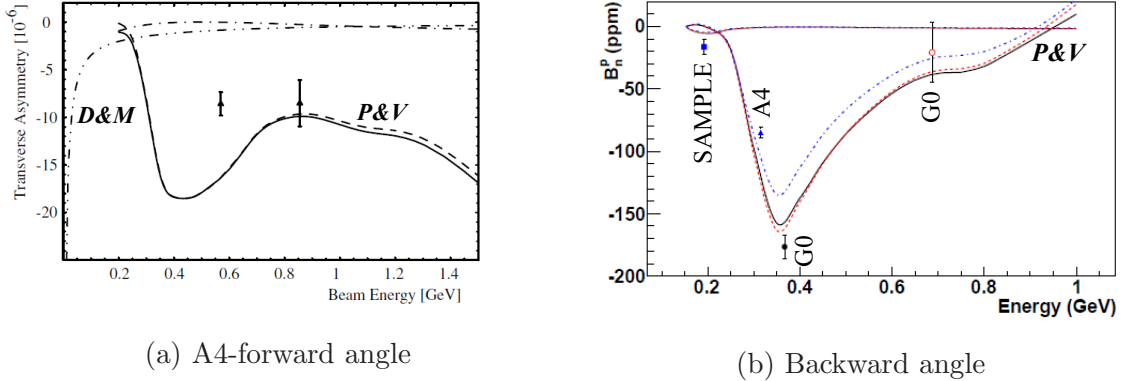 Transverse Asymmetry [10⁻⁶]
0
-5
-10
-15
-20
D&M
P&V
0.2
0.4
0.6
0.8
1
1.2
1.4
Beam Energy [GeV]
(a) A4-forward angle
Bₙᵖ (ppm)
0
-50
-100
-150
-200
SAMPLE
A4
G0
G0
P&V
0.2
0.4
0.6
0.8
1
Energy (GeV)
(b) Backward angle